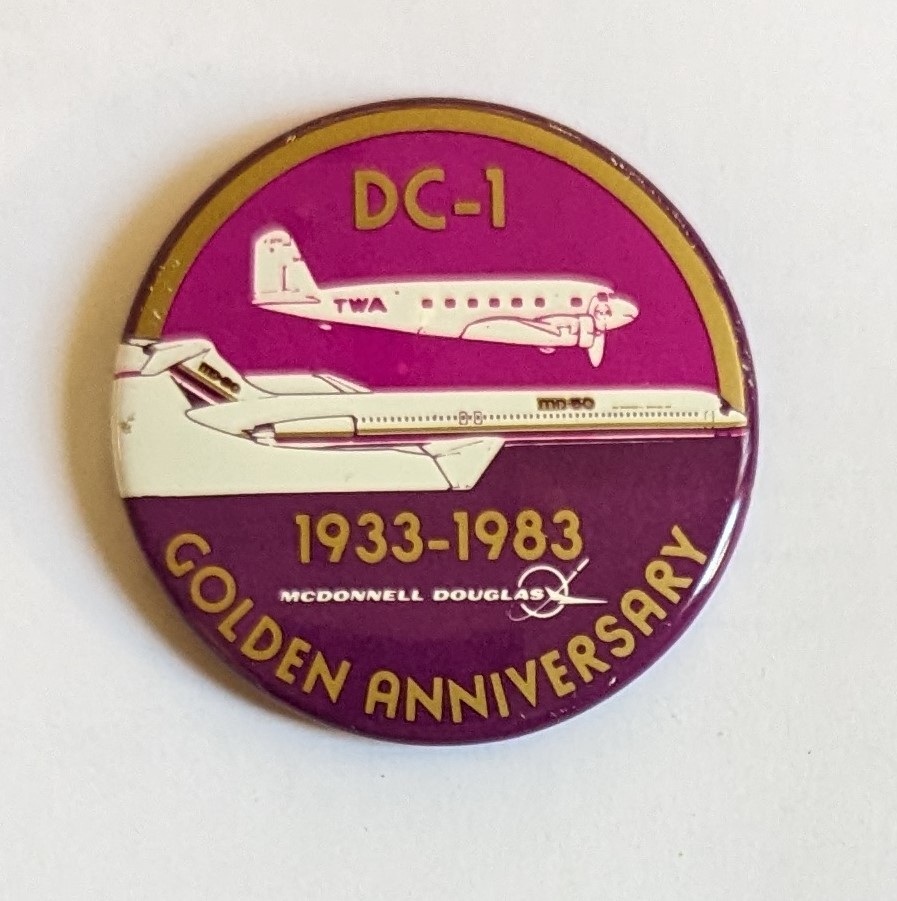 DC-1
TWA
MD-80
MD-80
1933-1983
MCDONNELL DOUGLAS
GOLDEN ANNIVERSARY